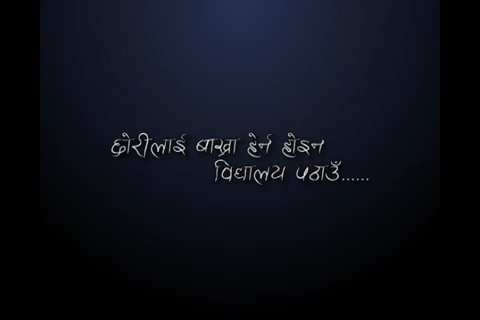 छोरीलाई बाख्रा हेर्न होइन
विद्यालय पठाउँ......